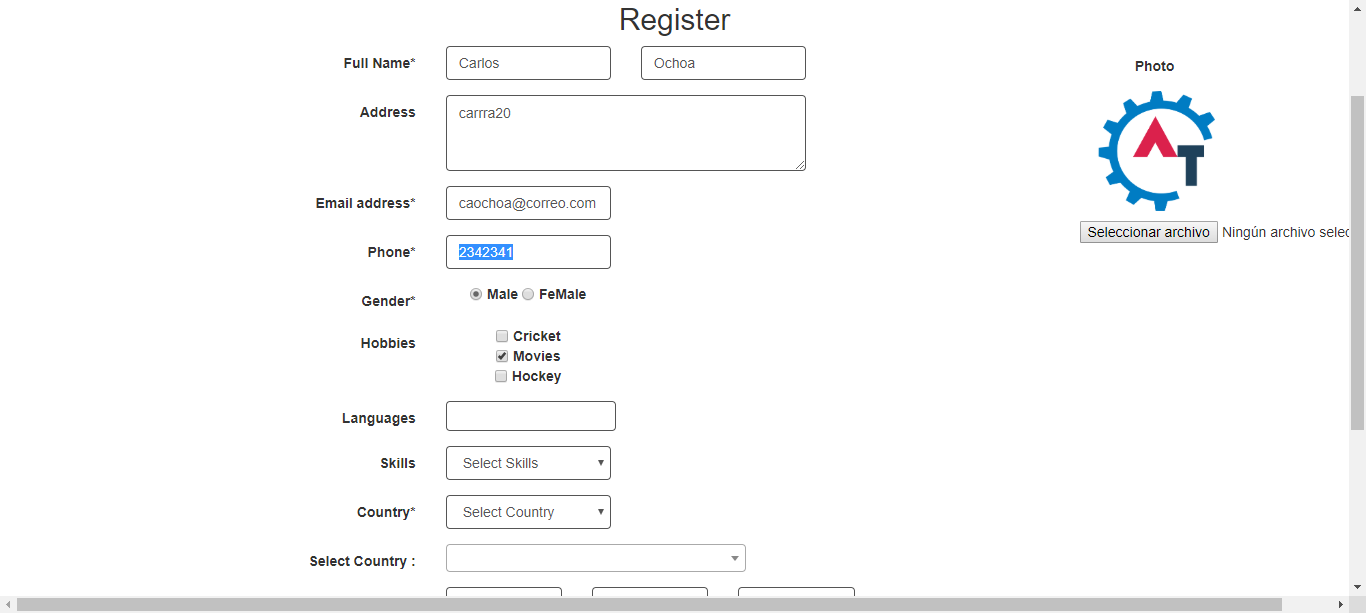 Register
Full Name*
Carlos
Ochoa
Photo
Address
carrra20
AT
Email address*
caochoa@correo.com
Seleccionar archivo
Ningún archivo selec
Phone*
2342341
Gender*
Male
FeMale
Hobbies
Cricket
Movies
Hockey
Languages
Skills
Select Skills
Country*
Select Country
Select Country :